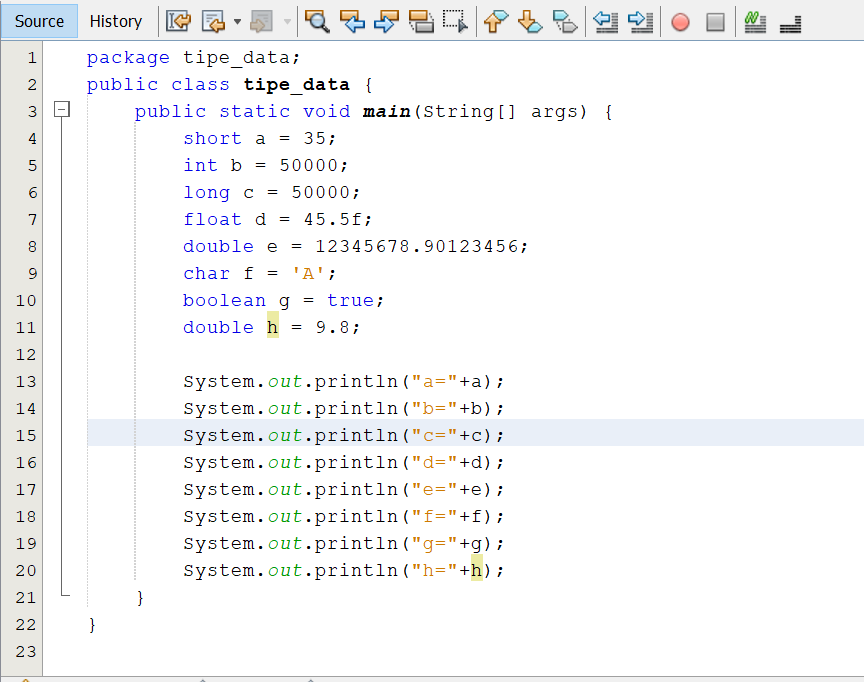 Source History
1 package tipe_data;
2 public class tipe_data {
3 public static void main(String[] args) {
4 short a = 35;
5 int b = 50000;
6 long c = 50000;
7 float d = 45.5f;
8 double e = 12345678.90123456;
9 char f = 'A';
10 boolean g = true;
11 double h = 9.8;
12
13 System.out.println("a="+a);
14 System.out.println("b="+b);
15 System.out.println("c="+c);
16 System.out.println("d="+d);
17 System.out.println("e="+e);
18 System.out.println("f="+f);
19 System.out.println("g="+g);
20 System.out.println("h="+h);
21 }
22 }
23